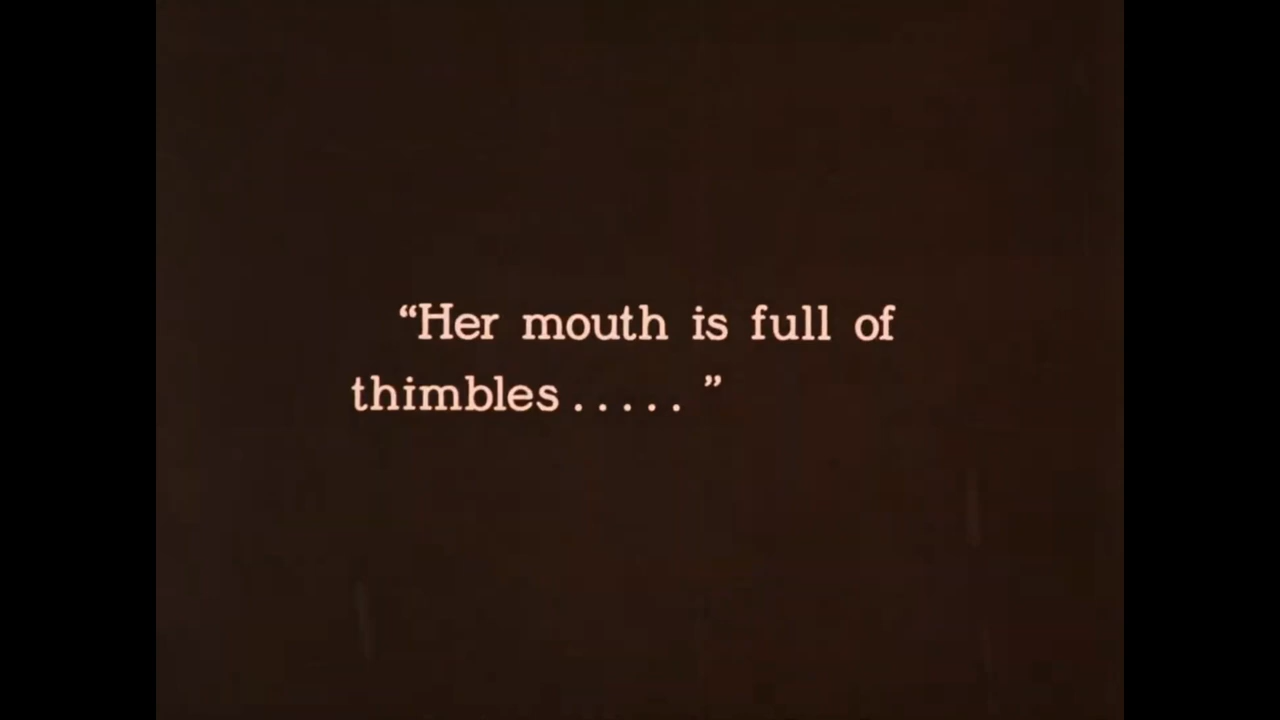 “Her mouth is full of
thimbles..... ”